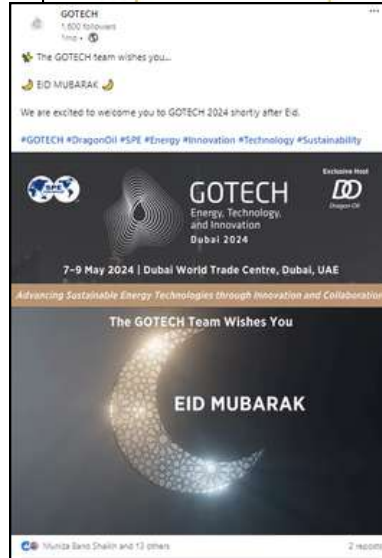 GOTECH
1,600 followers
1mo •
The GOTECH team wishes you...
EID MUBARAK
We are excited to welcome you to GOTECH 2024 shortly after Eid.
#GOTECH #DragonOil #SPE #Energy #Innovation #Technology #Sustainability
SPE
GOTECH
Energy, Technology,
and Innovation
Dubai 2024
Exclusive Host
Dragon Oil
7–9 May 2024 | Dubai World Trade Centre, Dubai, UAE
Advancing Sustainable Energy Technologies through Innovation and Collaboration
The GOTECH Team Wishes You
EID MUBARAK
Muniza Bano Shaikh and 13 others
2 reposts